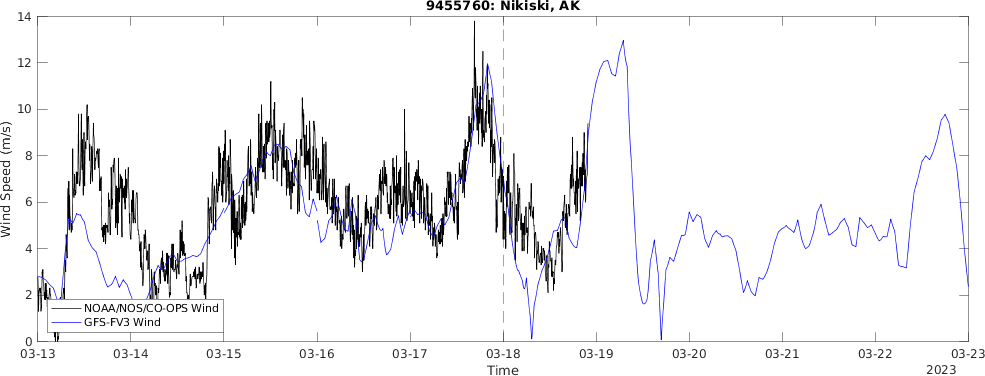 9455760: Nikiski, AK
14
12
10
8
6
4
2
0
Wind Speed (m/s)
NOAA/NOS/CO-OPS Wind
GFS-FV3 Wind
03-13 03-14 03-15 03-16 03-17 03-18 03-19 03-20 03-21 03-22 03-23
Time
2023